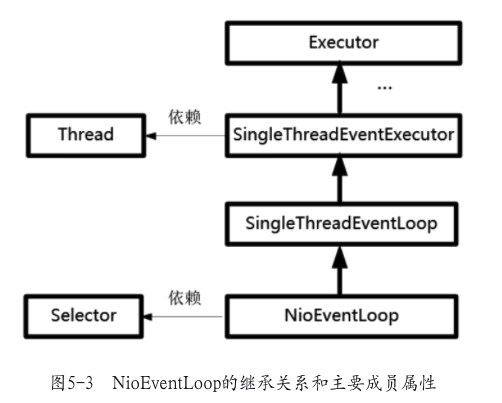 Executor
...
依赖
Thread
SingleThreadEventExecutor
SingleThreadEventLoop
依赖
Selector
NioEventLoop
图5-3 NioEventLoop的继承关系和主要成员属性